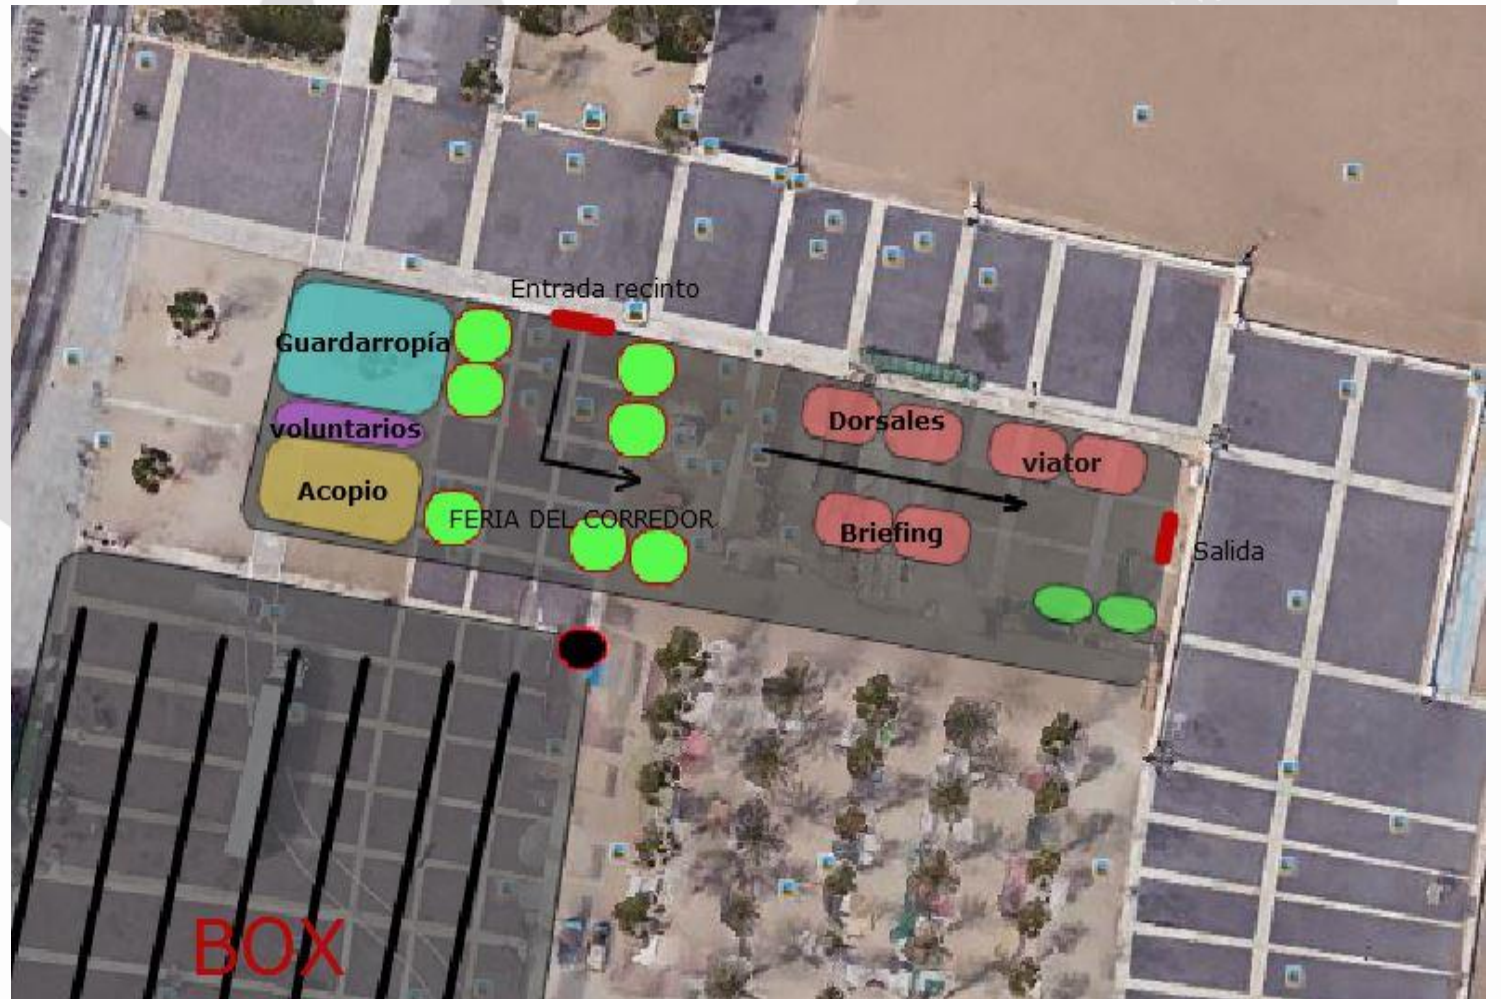 Entrada recinto
Guardarropía
voluntarios
Acopio
FERIA DEL CORREDOR
Dorsales
viator
Briefing
Salida
BOX